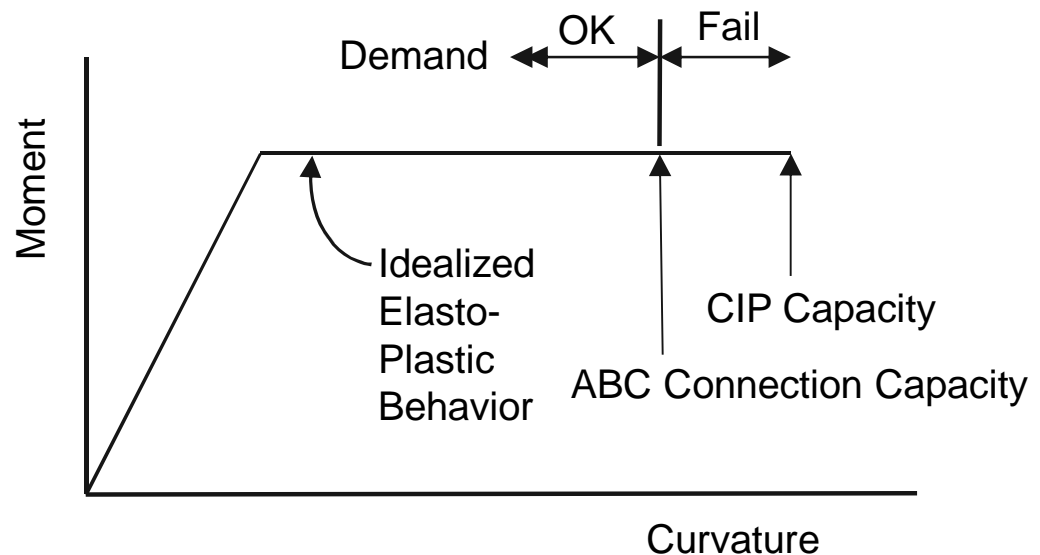 OK
Fail
Demand
Moment
Idealized
Elasto-
Plastic
Behavior
CIP Capacity
ABC Connection Capacity
Curvature